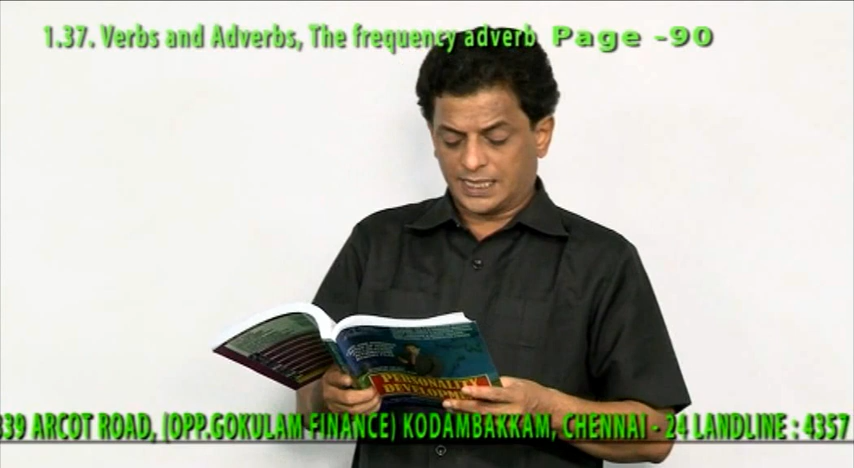 1.37. Verbs and Adverbs, The frequency adverb Page -90
PERSONALITY
DEVELOPMENT
339 ARCOT ROAD, (OPP.GOKULAM FINANCE) KODAMBAKKAM, CHENNAI - 24 LANDLINE : 4357